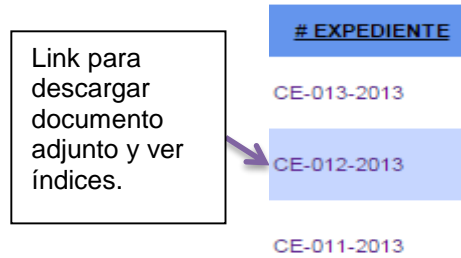 Link para
descargar
documento
adjunto y ver
índices.
# EXPEDIENTE
CE-013-2013
CE-012-2013
CE-011-2013